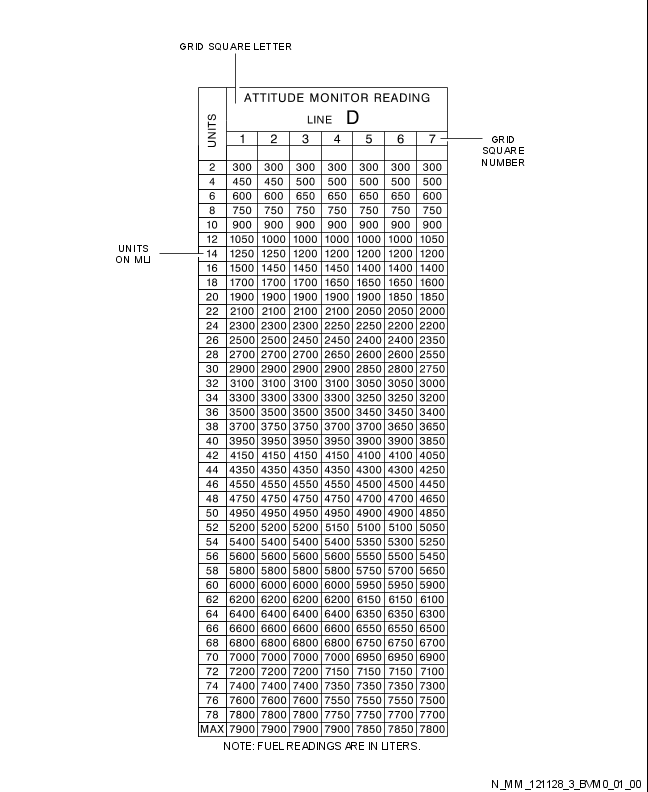 GRID SQUARE LETTER
ATTITUDE MONITOR READING
LINE D
UNITS
1 2 3 4 5 6 7
GRID
SQUARE
NUMBER
2 300 300 300 300 300 300 300
4 450 450 500 500 500 500 500
6 600 600 650 650 650 650 600
8 750 750 750 750 750 750 750
10 900 900 900 900 900 900 900
12 1050 1000 1000 1000 1000 1000 1050
UNITS
ON MLI
14 1250 1250 1200 1200 1200 1200 1200
16 1500 1450 1450 1450 1400 1400 1400
18 1700 1700 1700 1650 1650 1650 1600
20 1900 1900 1900 1900 1900 1850 1850
22 2100 2100 2100 2100 2050 2050 2000
24 2300 2300 2300 2250 2250 2200 2200
26 2500 2500 2450 2450 2400 2400 2350
28 2700 2700 2700 2650 2600 2600 2550
30 2900 2900 2900 2900 2850 2800 2750
32 3100 3100 3100 3100 3050 3050 3000
34 3300 3300 3300 3300 3250 3250 3200
36 3500 3500 3500 3500 3450 3450 3400
38 3700 3750 3750 3700 3700 3650 3650
40 3950 3950 3950 3950 3900 3900 3850
42 4150 4150 4150 4150 4100 4100 4050
44 4350 4350 4350 4350 4300 4300 4250
46 4550 4550 4550 4550 4500 4500 4450
48 4750 4750 4750 4750 4700 4700 4650
50 4950 4950 4950 4950 4900 4900 4850
52 5200 5200 5200 5150 5100 5100 5050
54 5400 5400 5400 5400 5350 5300 5250
56 5600 5600 5600 5600 5550 5500 5450
58 5800 5800 5800 5800 5750 5700 5650
60 6000 6000 6000 6000 5950 5950 5900
62 6200 6200 6200 6200 6150 6150 6100
64 6400 6400 6400 6400 6350 6350 6300
66 6600 6600 6600 6600 6550 6550 6500
68 6800 6800 6800 6800 6750 6750 6700
70 7000 7000 7000 7000 6950 6950 6900
72 7200 7200 7200 7150 7150 7150 7100
74 7400 7400 7400 7350 7350 7350 7300
76 7600 7600 7600 7550 7550 7550 7500
78 7800 7800 7800 7750 7750 7700 7700
MAX 7900 7900 7900 7900 7850 7850 7800
NOTE: FUEL READINGS ARE IN LITERS.
N_MM_121128_3_BVM0_01_00